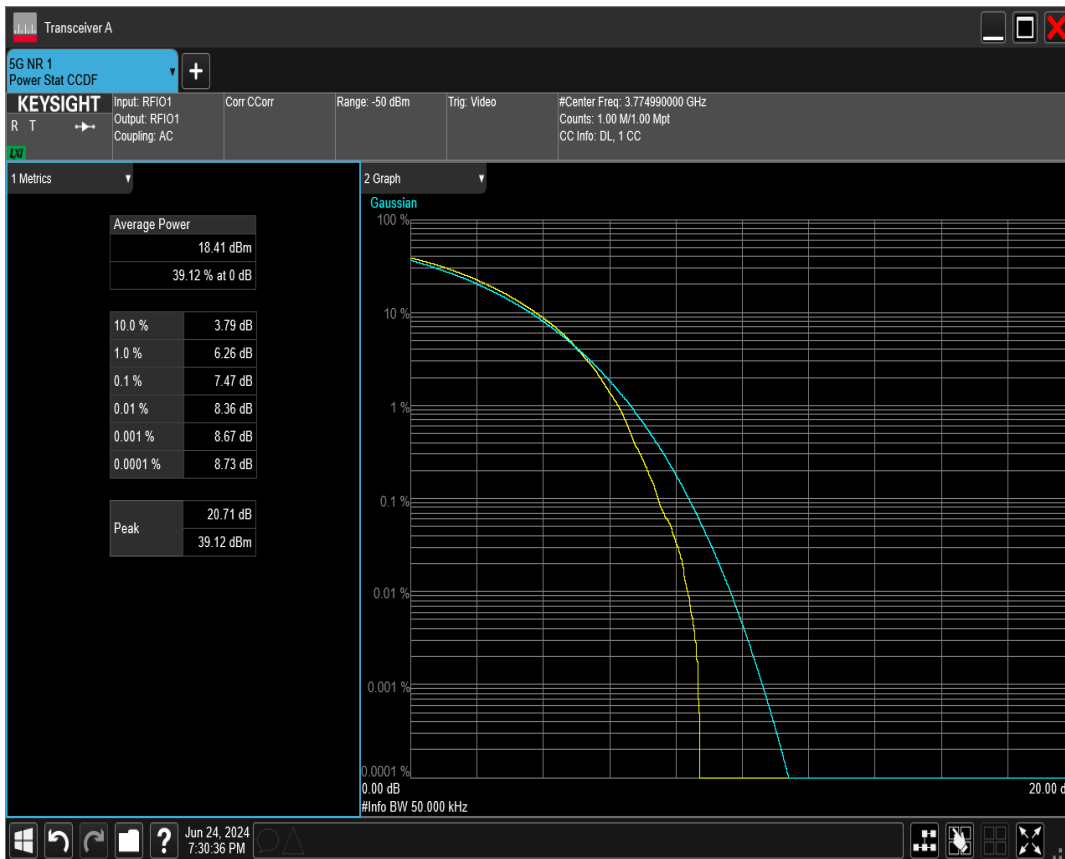 Transceiver A
5G NR 1
Power Stat CCDF
+
KEYSIGHT
R T
LXI
Input: RFIO1
Output: RFIO1
Coupling: AC
Corr CCorr
Range: -50 dBm
Trig: Video
#Center Freq: 3.774990000 GHz
Counts: 1.00 M/1.00 Mpt
CC Info: DL, 1 CC
1 Metrics
Average Power
18.41 dBm
39.12 % at 0 dB
10.0 % 3.79 dB
1.0 % 6.26 dB
0.1 % 7.47 dB
0.01 % 8.36 dB
0.001 % 8.67 dB
0.0001 % 8.73 dB
Peak
20.71 dB
39.12 dBm
2 Graph
Gaussian
100 %
10 %
1 %
0.1 %
0.01 %
0.001 %
0.0001 %
0.00 dB 20.00 d
#Info BW 50.000 kHz
?
Jun 24, 2024
7:30:36 PM